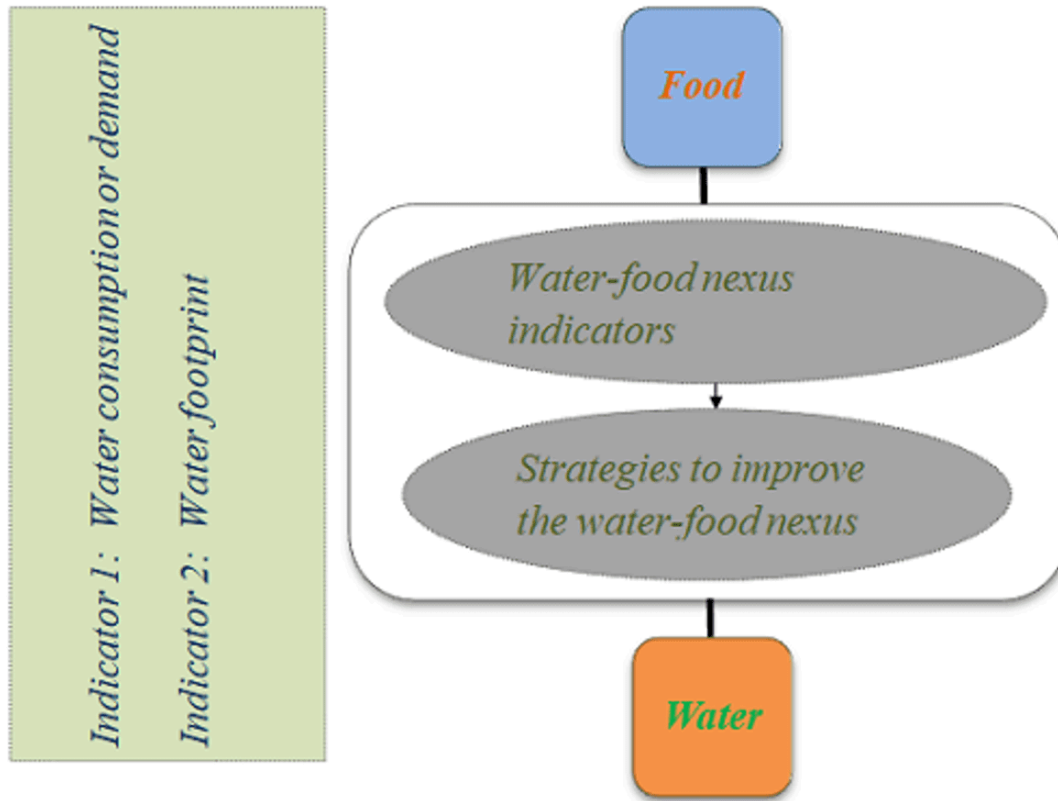 Indicator 1: Water consumption or demand
Indicator 2: Water footprint
Food
Water-food nexus
indicators
Strategies to improve
the water-food nexus
Water